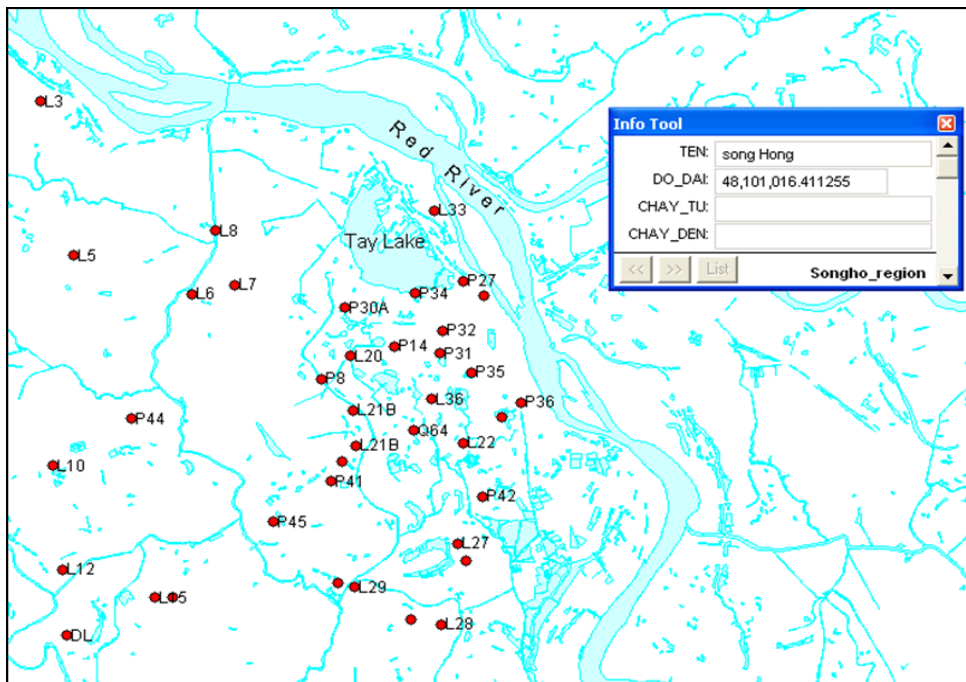 L3
Red River
Info Tool
TEN: song Hong
DO_DAI: 48,101,016.411255
CHAY_TU:
CHAY_DEN:
<< >> List Songho_region
L33
L8
Tay Lake
L5
L7
L6
P27
P34
P30A
P32
P14
P31
L20
P35
P8
L36
P36
L21B
P44
Q64
L22
L21B
L10
P41
P42
P45
L27
L12
L29
L15
L28
DL